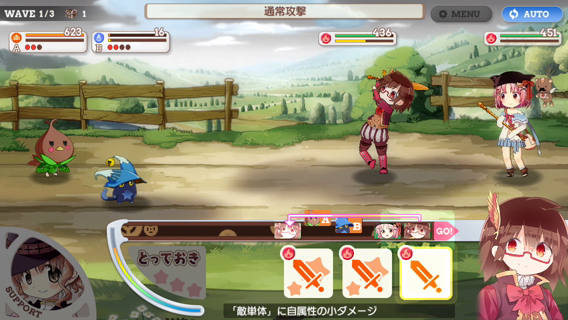 WAVE 1/3 1
通常攻撃
MENU
AUTO
623
A
16
B
436
451
A
B
GO!
とっておき
SUPPORT
「敵単体」に自属性の小ダメージ